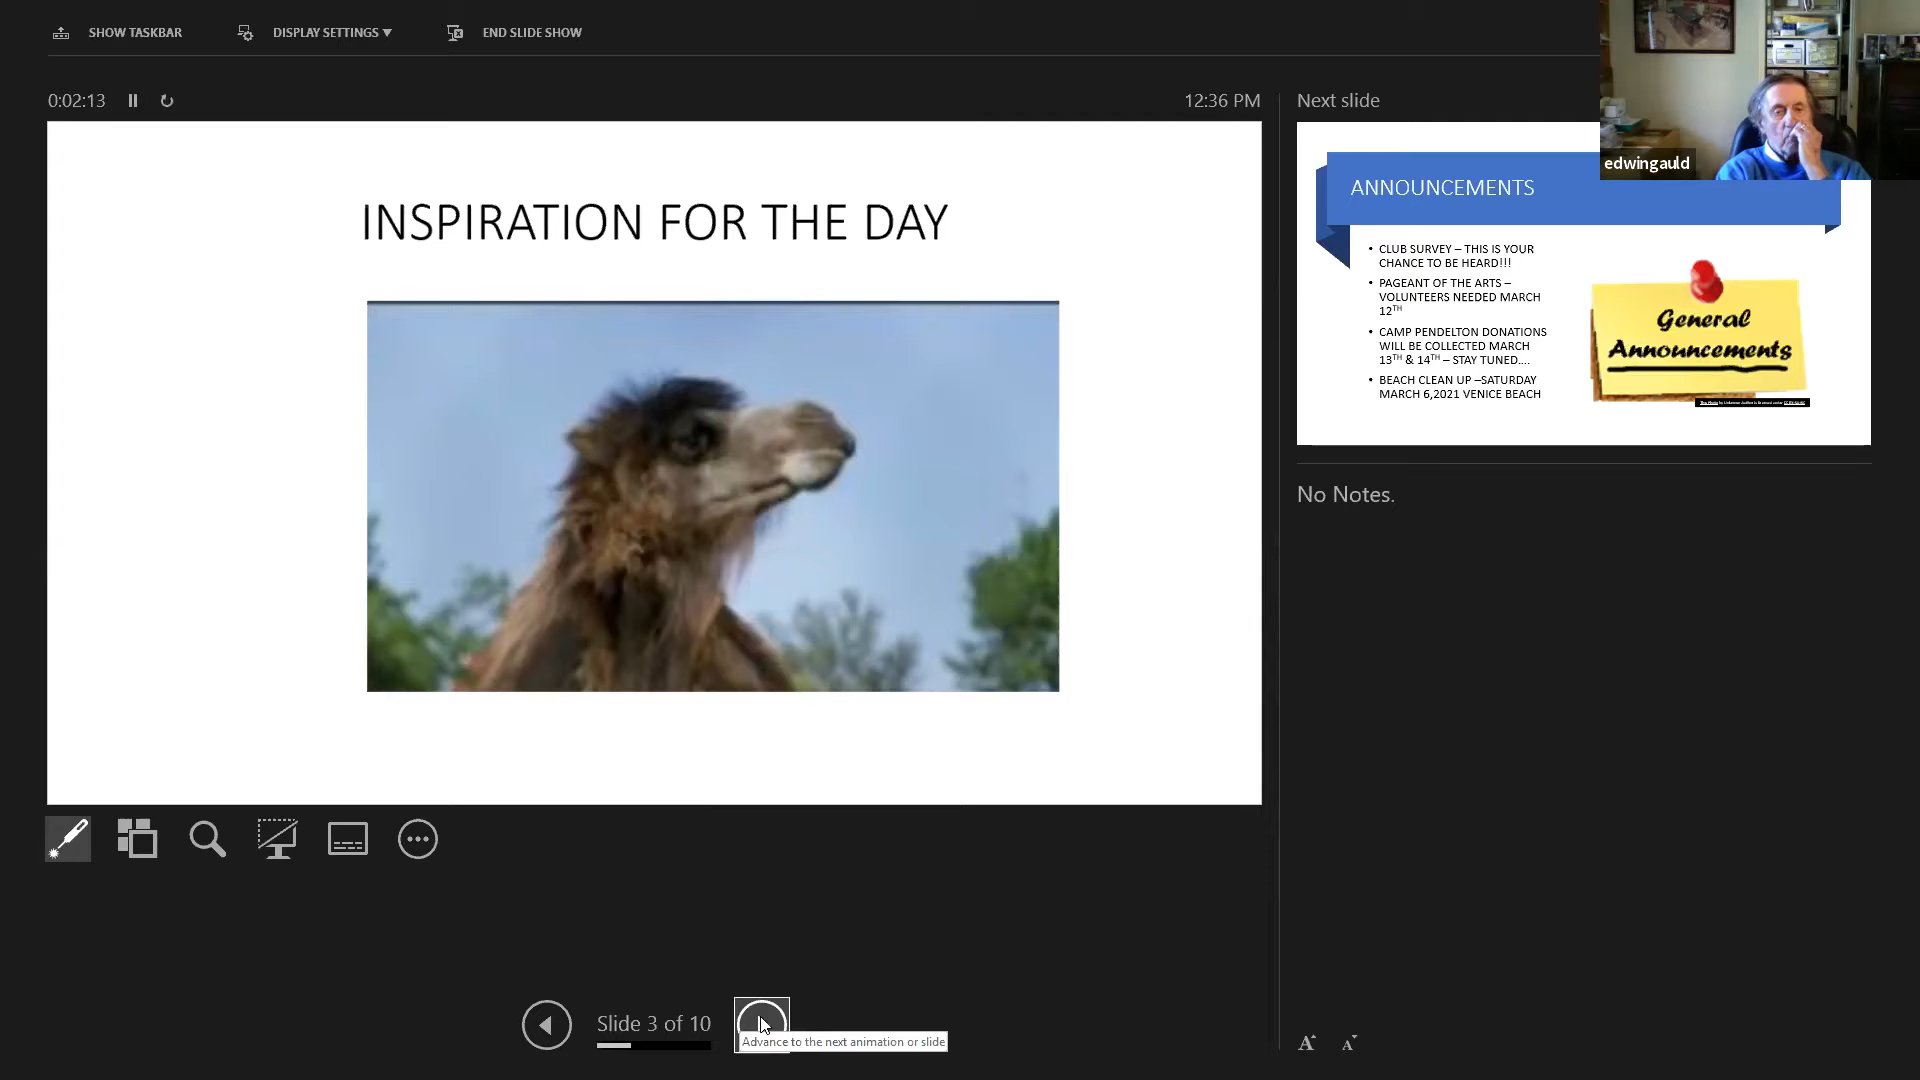 SHOW TASKBAR
DISPLAY SETTINGS ▼
END SLIDE SHOW
0:02:13
12:36 PM
Next slide
edwingauld
INSPIRATION FOR THE DAY
ANNOUNCEMENTS
• CLUB SURVEY – THIS IS YOUR
CHANCE TO BE HEARD!!!
• PAGEANT OF THE ARTS –
VOLUNTEERS NEEDED MARCH
12TH
• CAMP PENDELTON DONATIONS
WILL BE COLLECTED MARCH
13TH & 14TH – STAY TUNED....
• BEACH CLEAN UP –SATURDAY
MARCH 6,2021 VENICE BEACH
General
Announcements
No Notes.
Slide 3 of 10
Advance to the next animation or slide
A A